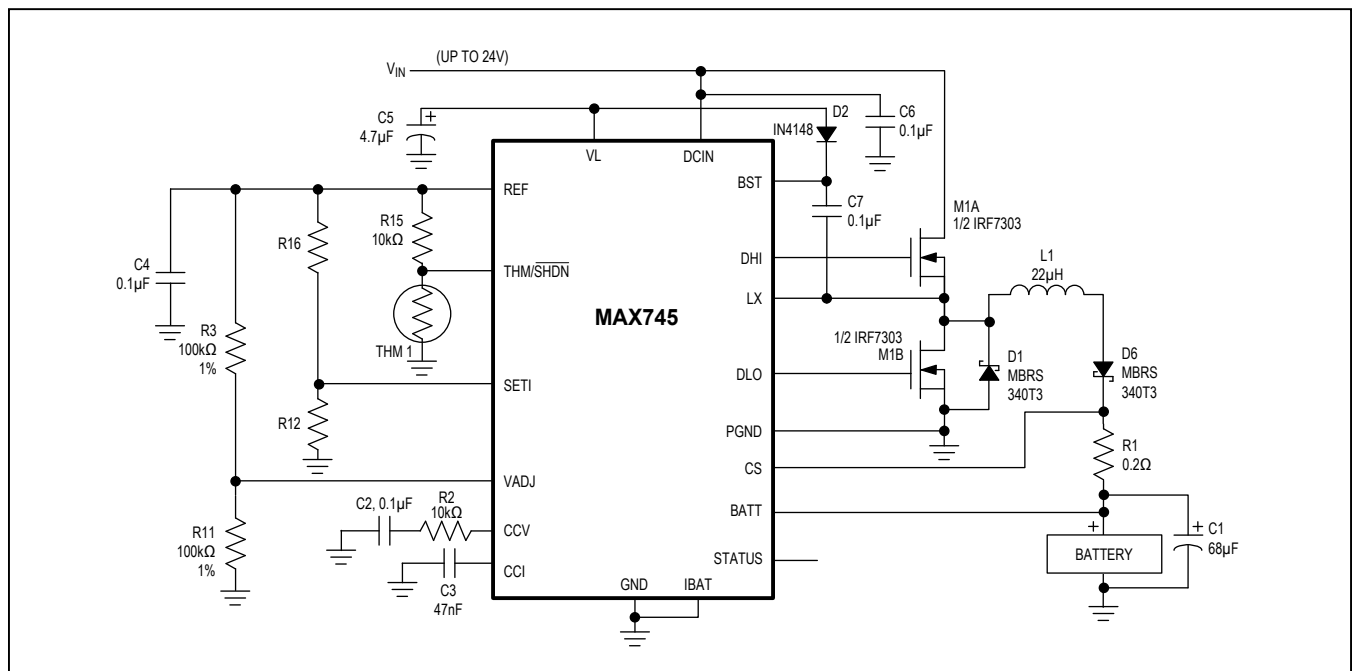 (UP TO 24V)
VIN
C5
4.7µF
+
D2
IN4148
C6
0.1µF
VL
DCIN
REF
BST
R15
10kΩ
C7
0.1µF
M1A
1/2 IRF7303
R16
C4
0.1µF
THM/SHDN
DHI
L1
22µH
LX
MAX745
R3
100kΩ
1%
THM 1
1/2 IRF7303
M1B
D1
MBRS
340T3
D6
MBRS
340T3
SETI
DLO
R12
PGND
CS
R1
0.2Ω
VADJ
C2, 0.1µF
R2
10kΩ
BATT
R11
100kΩ
1%
CCV
+
+
C1
68µF
BATTERY
STATUS
CCI
C3
47nF
GND
IBAT